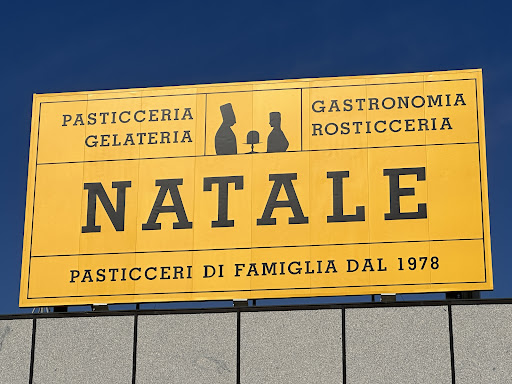 PASTICCERIA
GELATERIA
GASTRONOMIA
ROSTICCERIA
NATALE
PASTICCERI DI FAMIGLIA DAL 1978